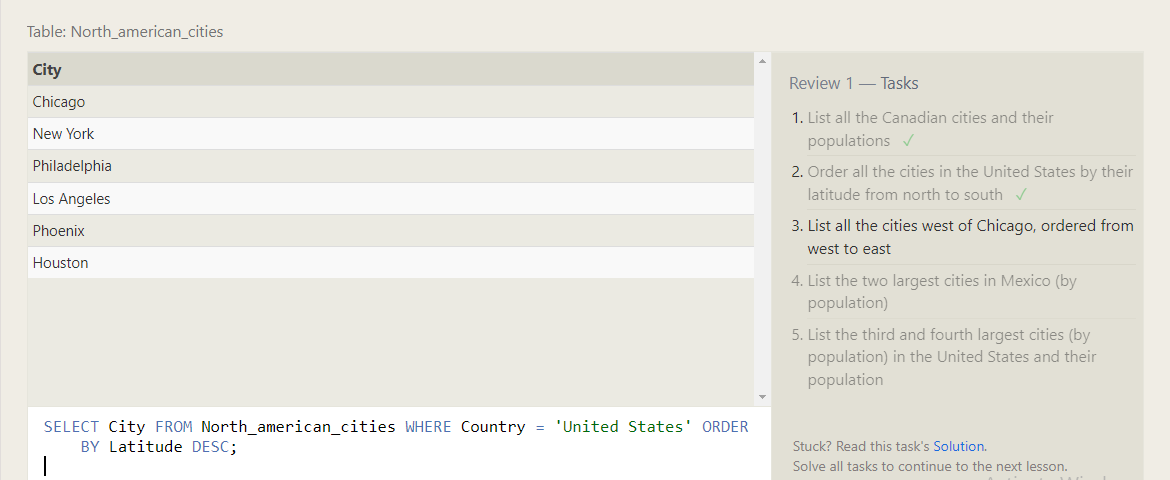 Table: North_american_cities
City
Chicago
New York
Philadelphia
Los Angeles
Phoenix
Houston
SELECT City FROM North_american_cities WHERE Country = 'United States' ORDER
BY Latitude DESC;
Review 1 — Tasks
1. List all the Canadian cities and their
populations ✓
2. Order all the cities in the United States by their
latitude from north to south ✓
3. List all the cities west of Chicago, ordered from
west to east
4. List the two largest cities in Mexico (by
population)
5. List the third and fourth largest cities (by
population) in the United States and their
population
Stuck? Read this task's Solution.
Solve all tasks to continue to the next lesson.